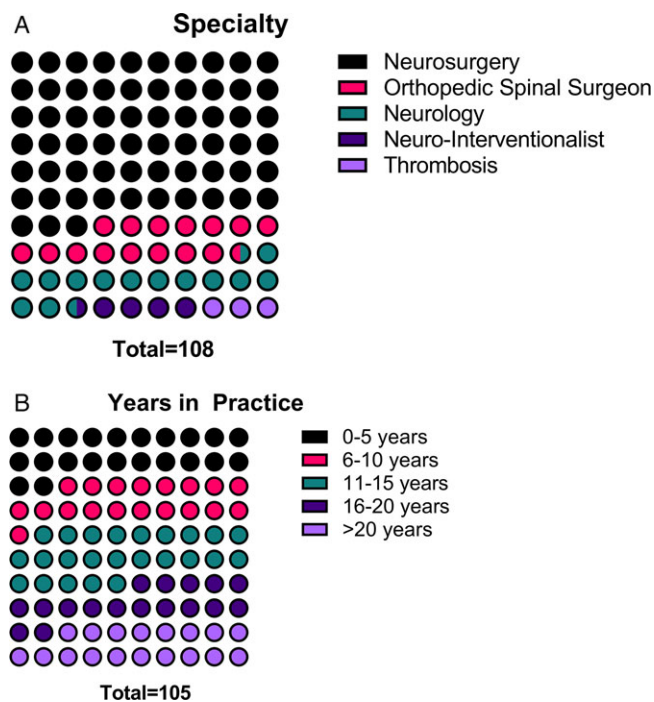 A
Specialty
Neurosurgery
Orthopedic Spinal Surgeon
Neurology
Neuro-Interventionalist
Thrombosis
Total=108
B
Years in Practice
0-5 years
6-10 years
11-15 years
16-20 years
>20 years
Total=105